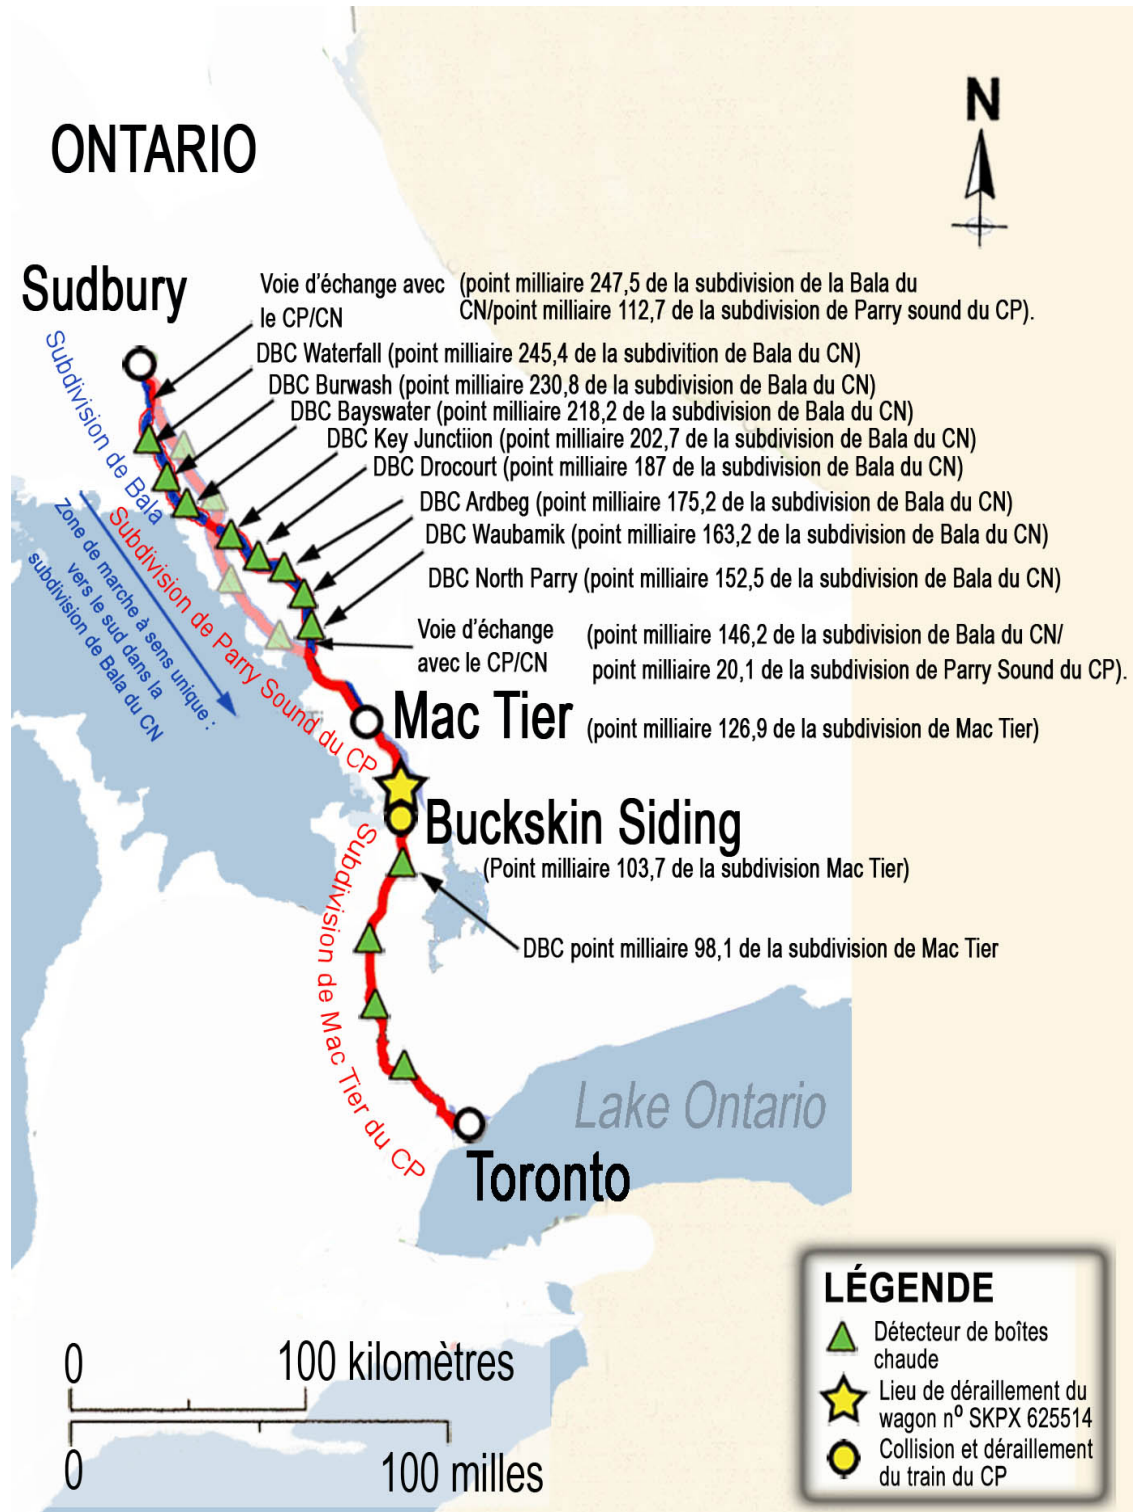 ONTARIO
N
Sudbury
Voie d'échange avec
le CP/CN
(point milliaire 247,5 de la subdivision de la Bala du
CN/point milliaire 112,7 de la subdivision de Parry sound du CP).
DBC Waterfall (point milliaire 245,4 de la subdivition de Bala du CN)
DBC Burwash (point milliaire 230,8 de la subdivision de Bala du CN)
DBC Bayswater (point milliaire 218,2 de la subdivision de Bala du CN)
DBC Key Junctiion (point milliaire 202,7 de la subdivision de Bala du CN)
DBC Drocourt (point milliaire 187 de la subdivision de Bala du CN)
DBC Ardbeg (point milliaire 175,2 de la subdivision de Bala du CN)
DBC Waubamik (point milliaire 163,2 de la subdivision de Bala du CN)
DBC North Parry (point milliaire 152,5 de la subdivision de Bala du CN)
Voie d'échange
avec le CP/CN
(point milliaire 146,2 de la subdivision de Bala du CN/
point milliaire 20,1 de la subdivision de Parry Sound du CP).
Subdivision de Bala
Zone de marche à sens unique :
vers le sud dans la
subdivision de Bala du CN
Subdivision de Parry Sound du CP
Mac Tier (point milliaire 126,9 de la subdivision de Mac Tier)
Buckskin Siding
(Point milliaire 103,7 de la subdivision Mac Tier)
DBC point milliaire 98,1 de la subdivision de Mac Tier
Subdivision de Mac Tier du CP
Lake Ontario
Toronto
LÉGENDE
Détecteur de boîtes
chaude
Lieu de déraillement du
wagon nº SKPX 625514
Collision et déraillement
du train du CP
0 100 kilomètres
0 100 milles